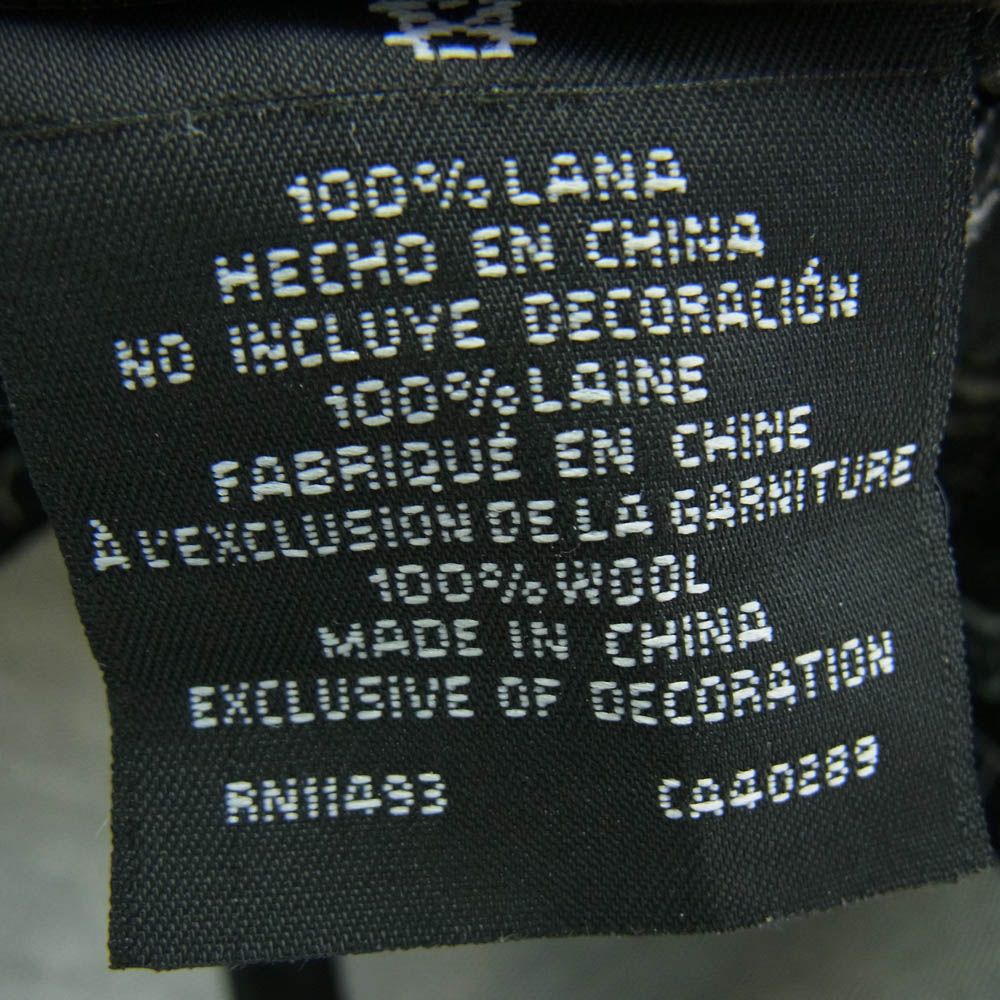 100% LANA
HECHO EN CHINA
NO INCLUYE DECORACIÓN
100% LAINE
FABRIQUÉ EN CHINE
À L'EXCLUSION DE LA GARNITURE
100% WOOL
MADE IN CHINA
EXCLUSIVE OF DECORATION
RN11493 CA40289